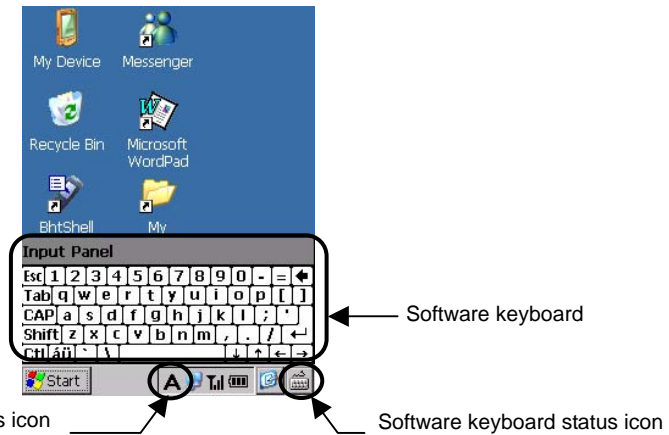 My Device Messenger
Recycle Bin Microsoft
WordPad
BhtShell My
Input Panel
Esc 1 2 3 4 5 6 7 8 9 0 - =
Tab q w e r t y u i o p [ ]
CAP a s d f g h j k l ; '
Shift z x c v b n m , . /
Ctl áü ` \
Software keyboard
Start A
s icon
Software keyboard status icon